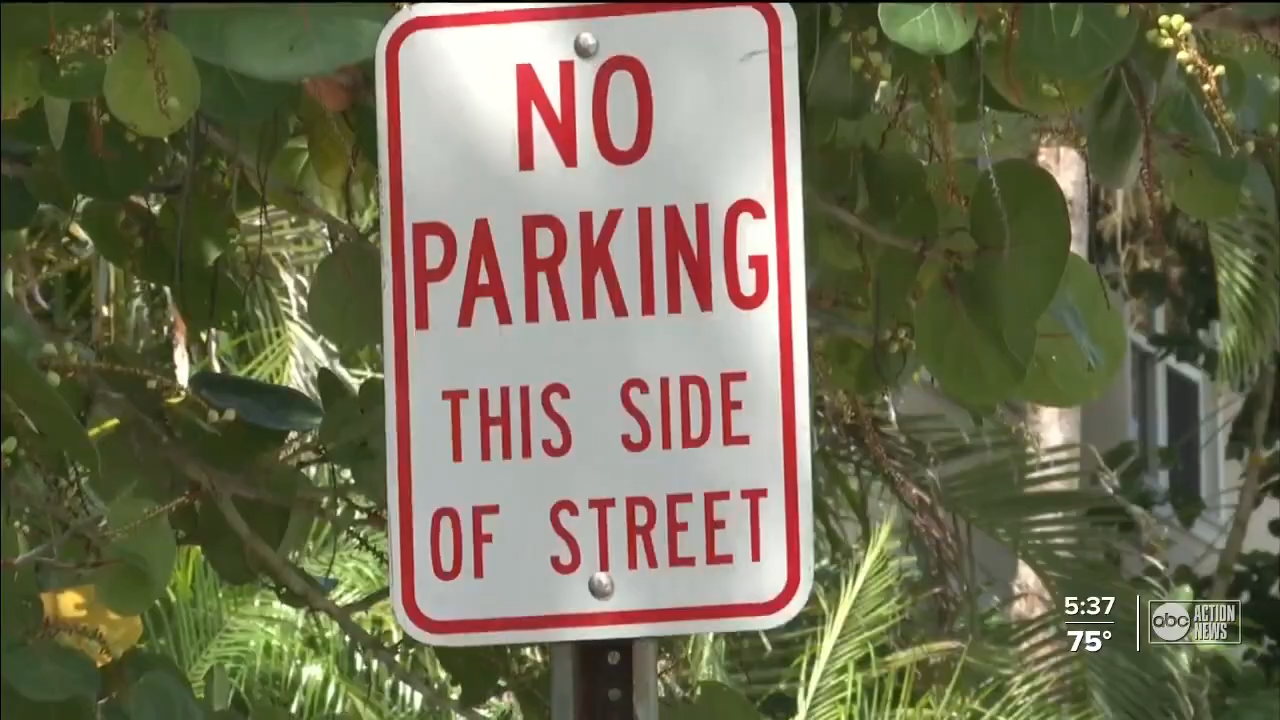 NO
PARKING
THIS SIDE
OF STREET
5:37
75°
abc ACTION
NEWS